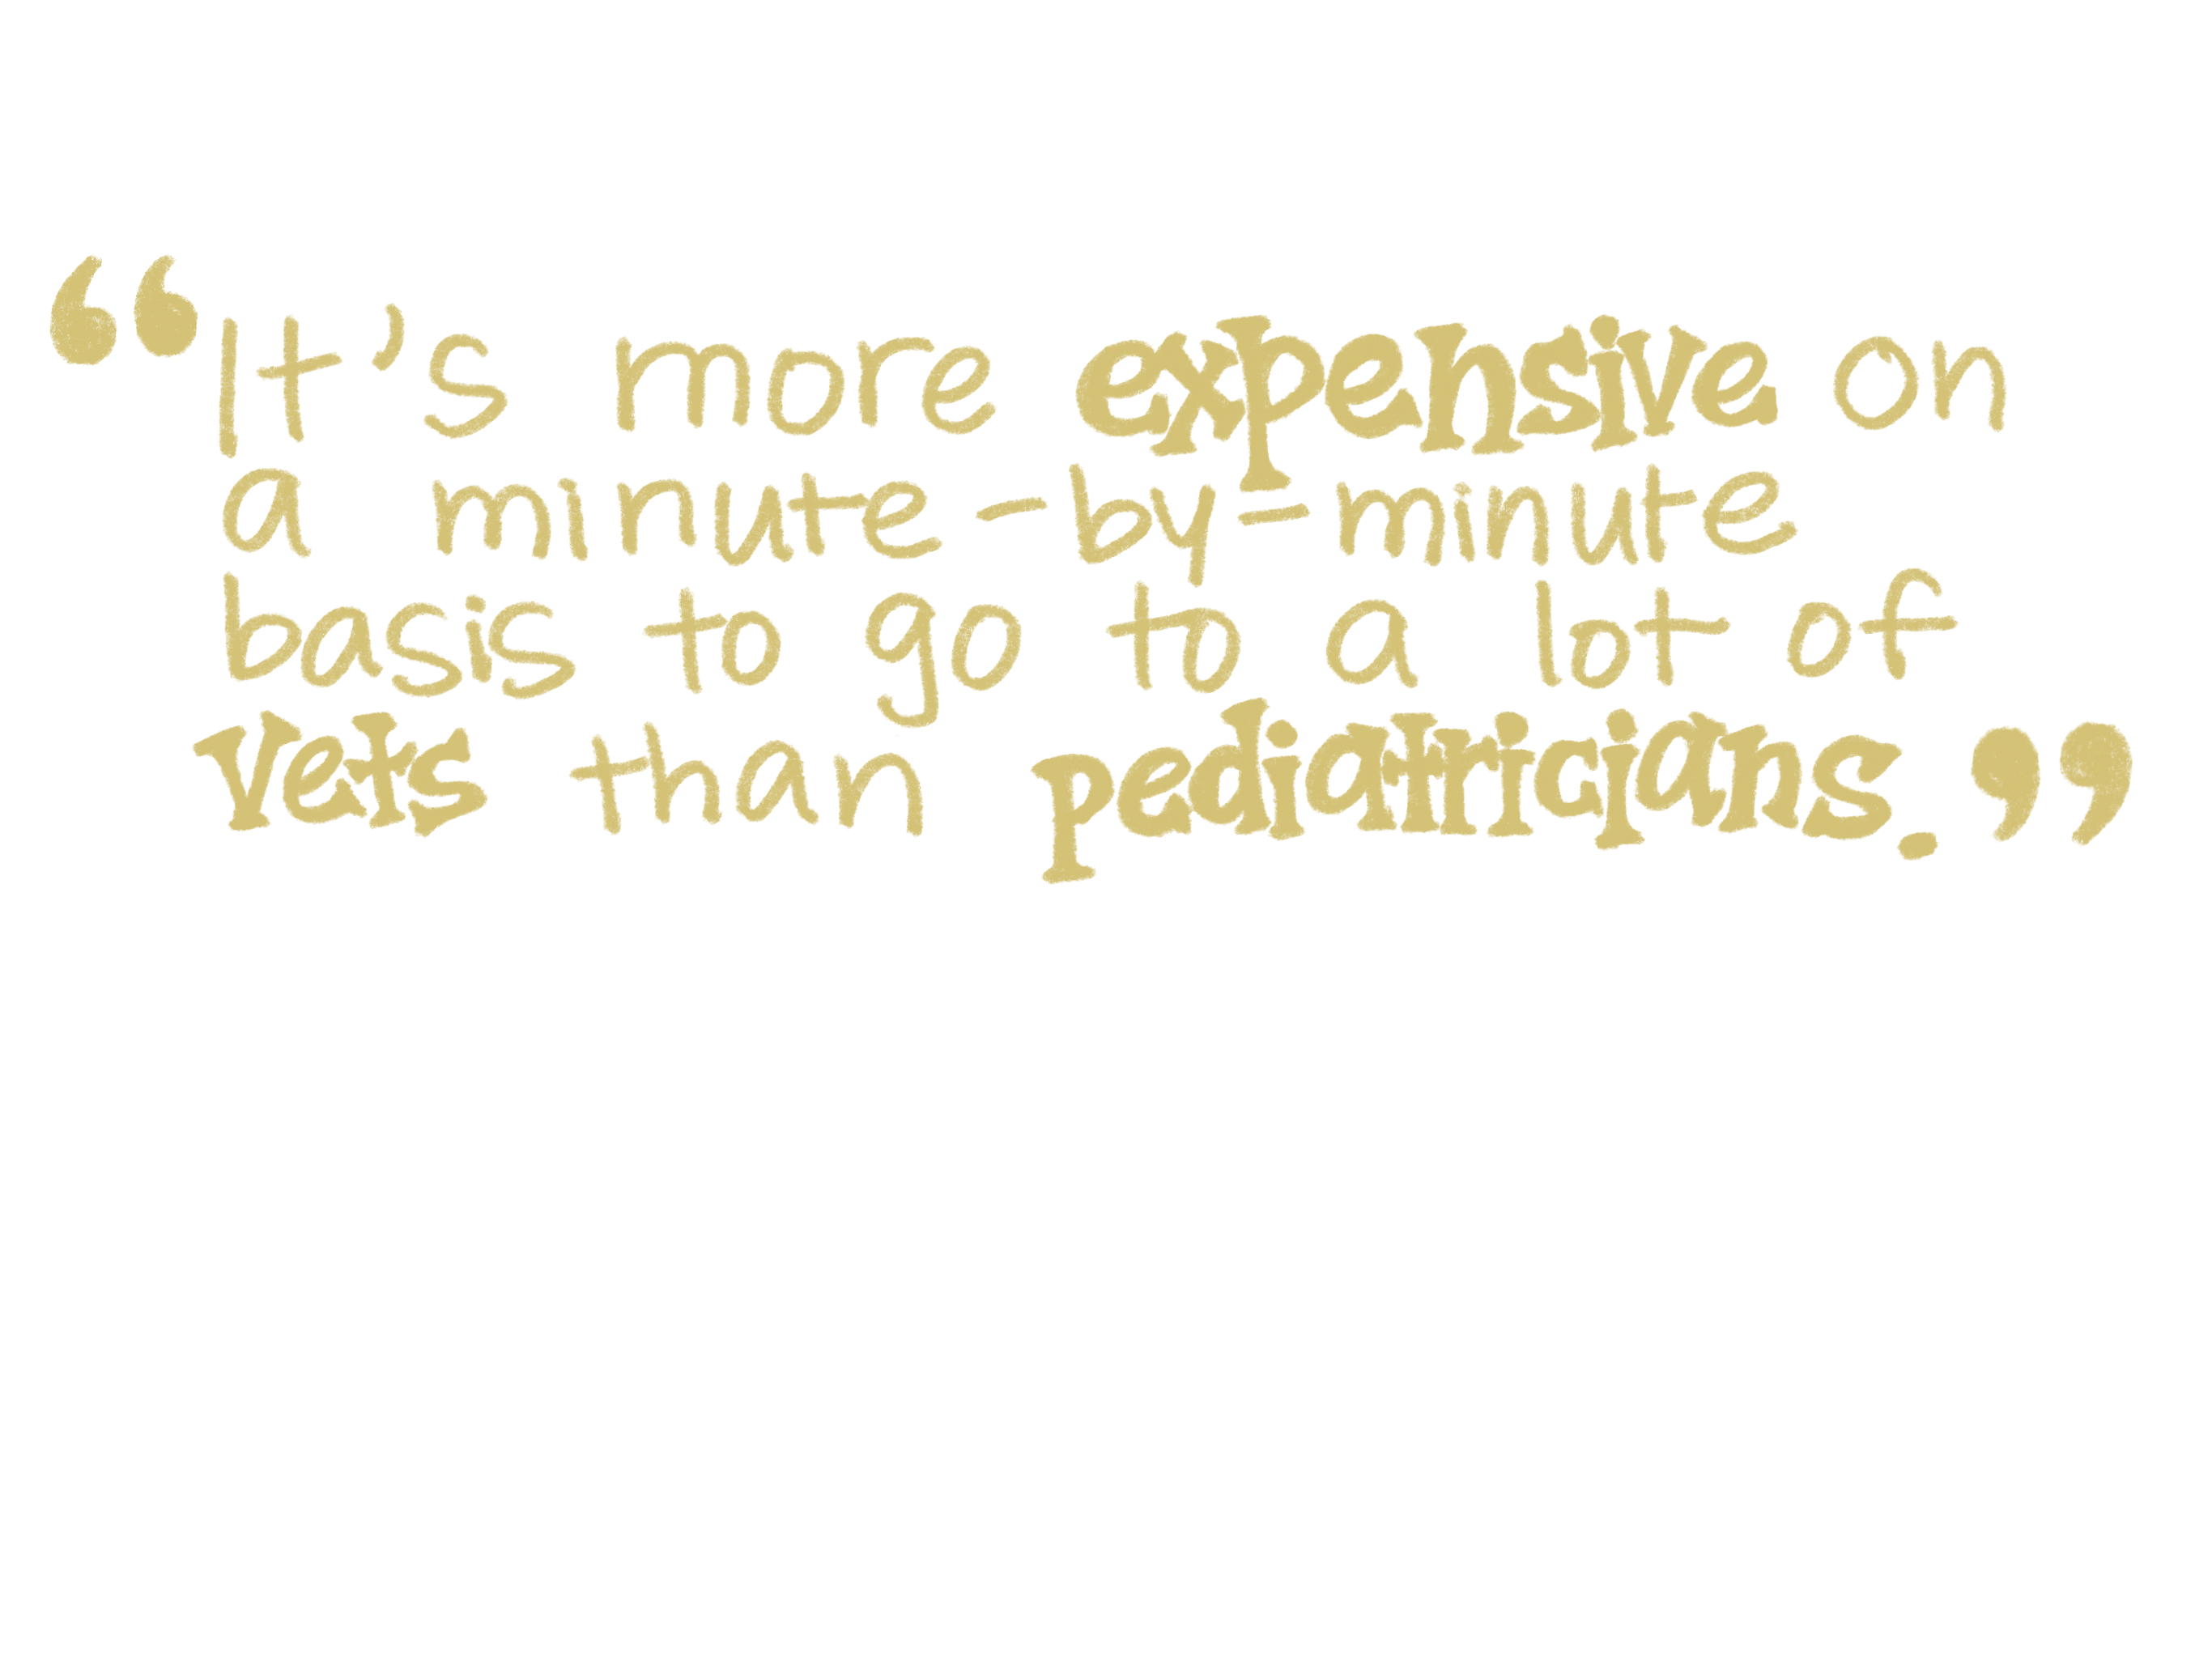 “It’s more expensive on
a minute-by-minute
basis to go to a lot of
vets than pediatricians.”